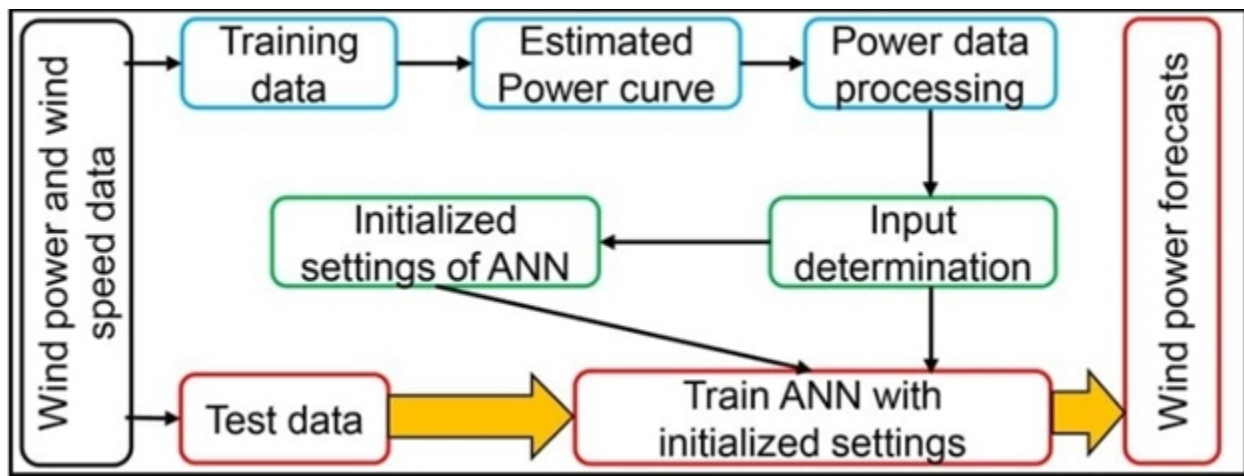 Wind power and wind
speed data
Training
data
Estimated
Power curve
Power data
processing
Initialized
settings of ANN
Input
determination
Test data
Train ANN with
initialized settings
Wind power forecasts